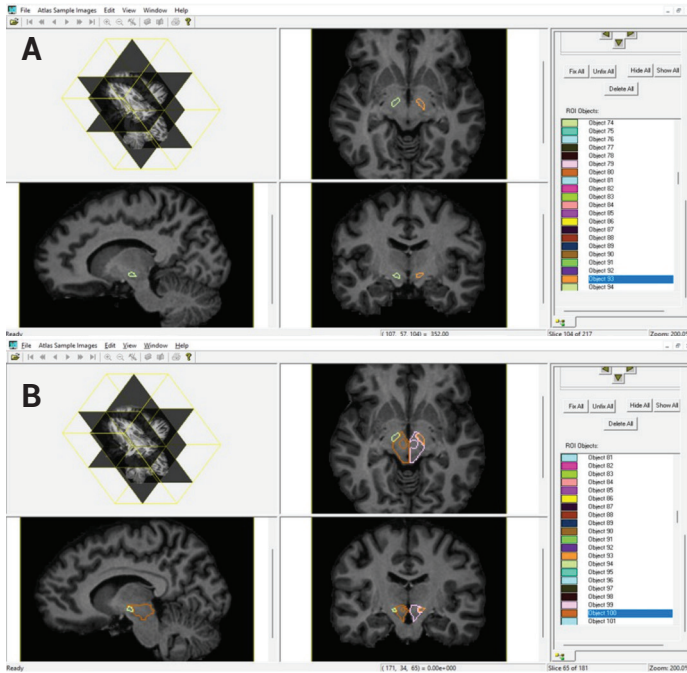 File Atlas Sample Images Edit View Window Help
A
Fix All Unfix All Hide All Show All
Delete All
ROI Objects:
Object 74
Object 75
Object 76
Object 77
Object 78
Object 79
Object 80
Object 81
Object 82
Object 83
Object 84
Object 85
Object 86
Object 87
Object 88
Object 89
Object 90
Object 91
Object 92
Object 93
Object 94
Ready
( 107, 57, 104) = 352.00
Slice 104 of 217
File Atlas Sample Images Edit View Window Help
B
Fix All Unfix All Hide All Show All
Delete All
ROI Objects:
Object 81
Object 82
Object 83
Object 84
Object 85
Object 86
Object 87
Object 88
Object 89
Object 90
Object 91
Object 92
Object 93
Object 94
Object 95
Object 96
Object 97
Object 98
Object 99
Object 100
Object 101
Ready
( 171, 34, 65) = 0.00e+000
Slice 65 of 181